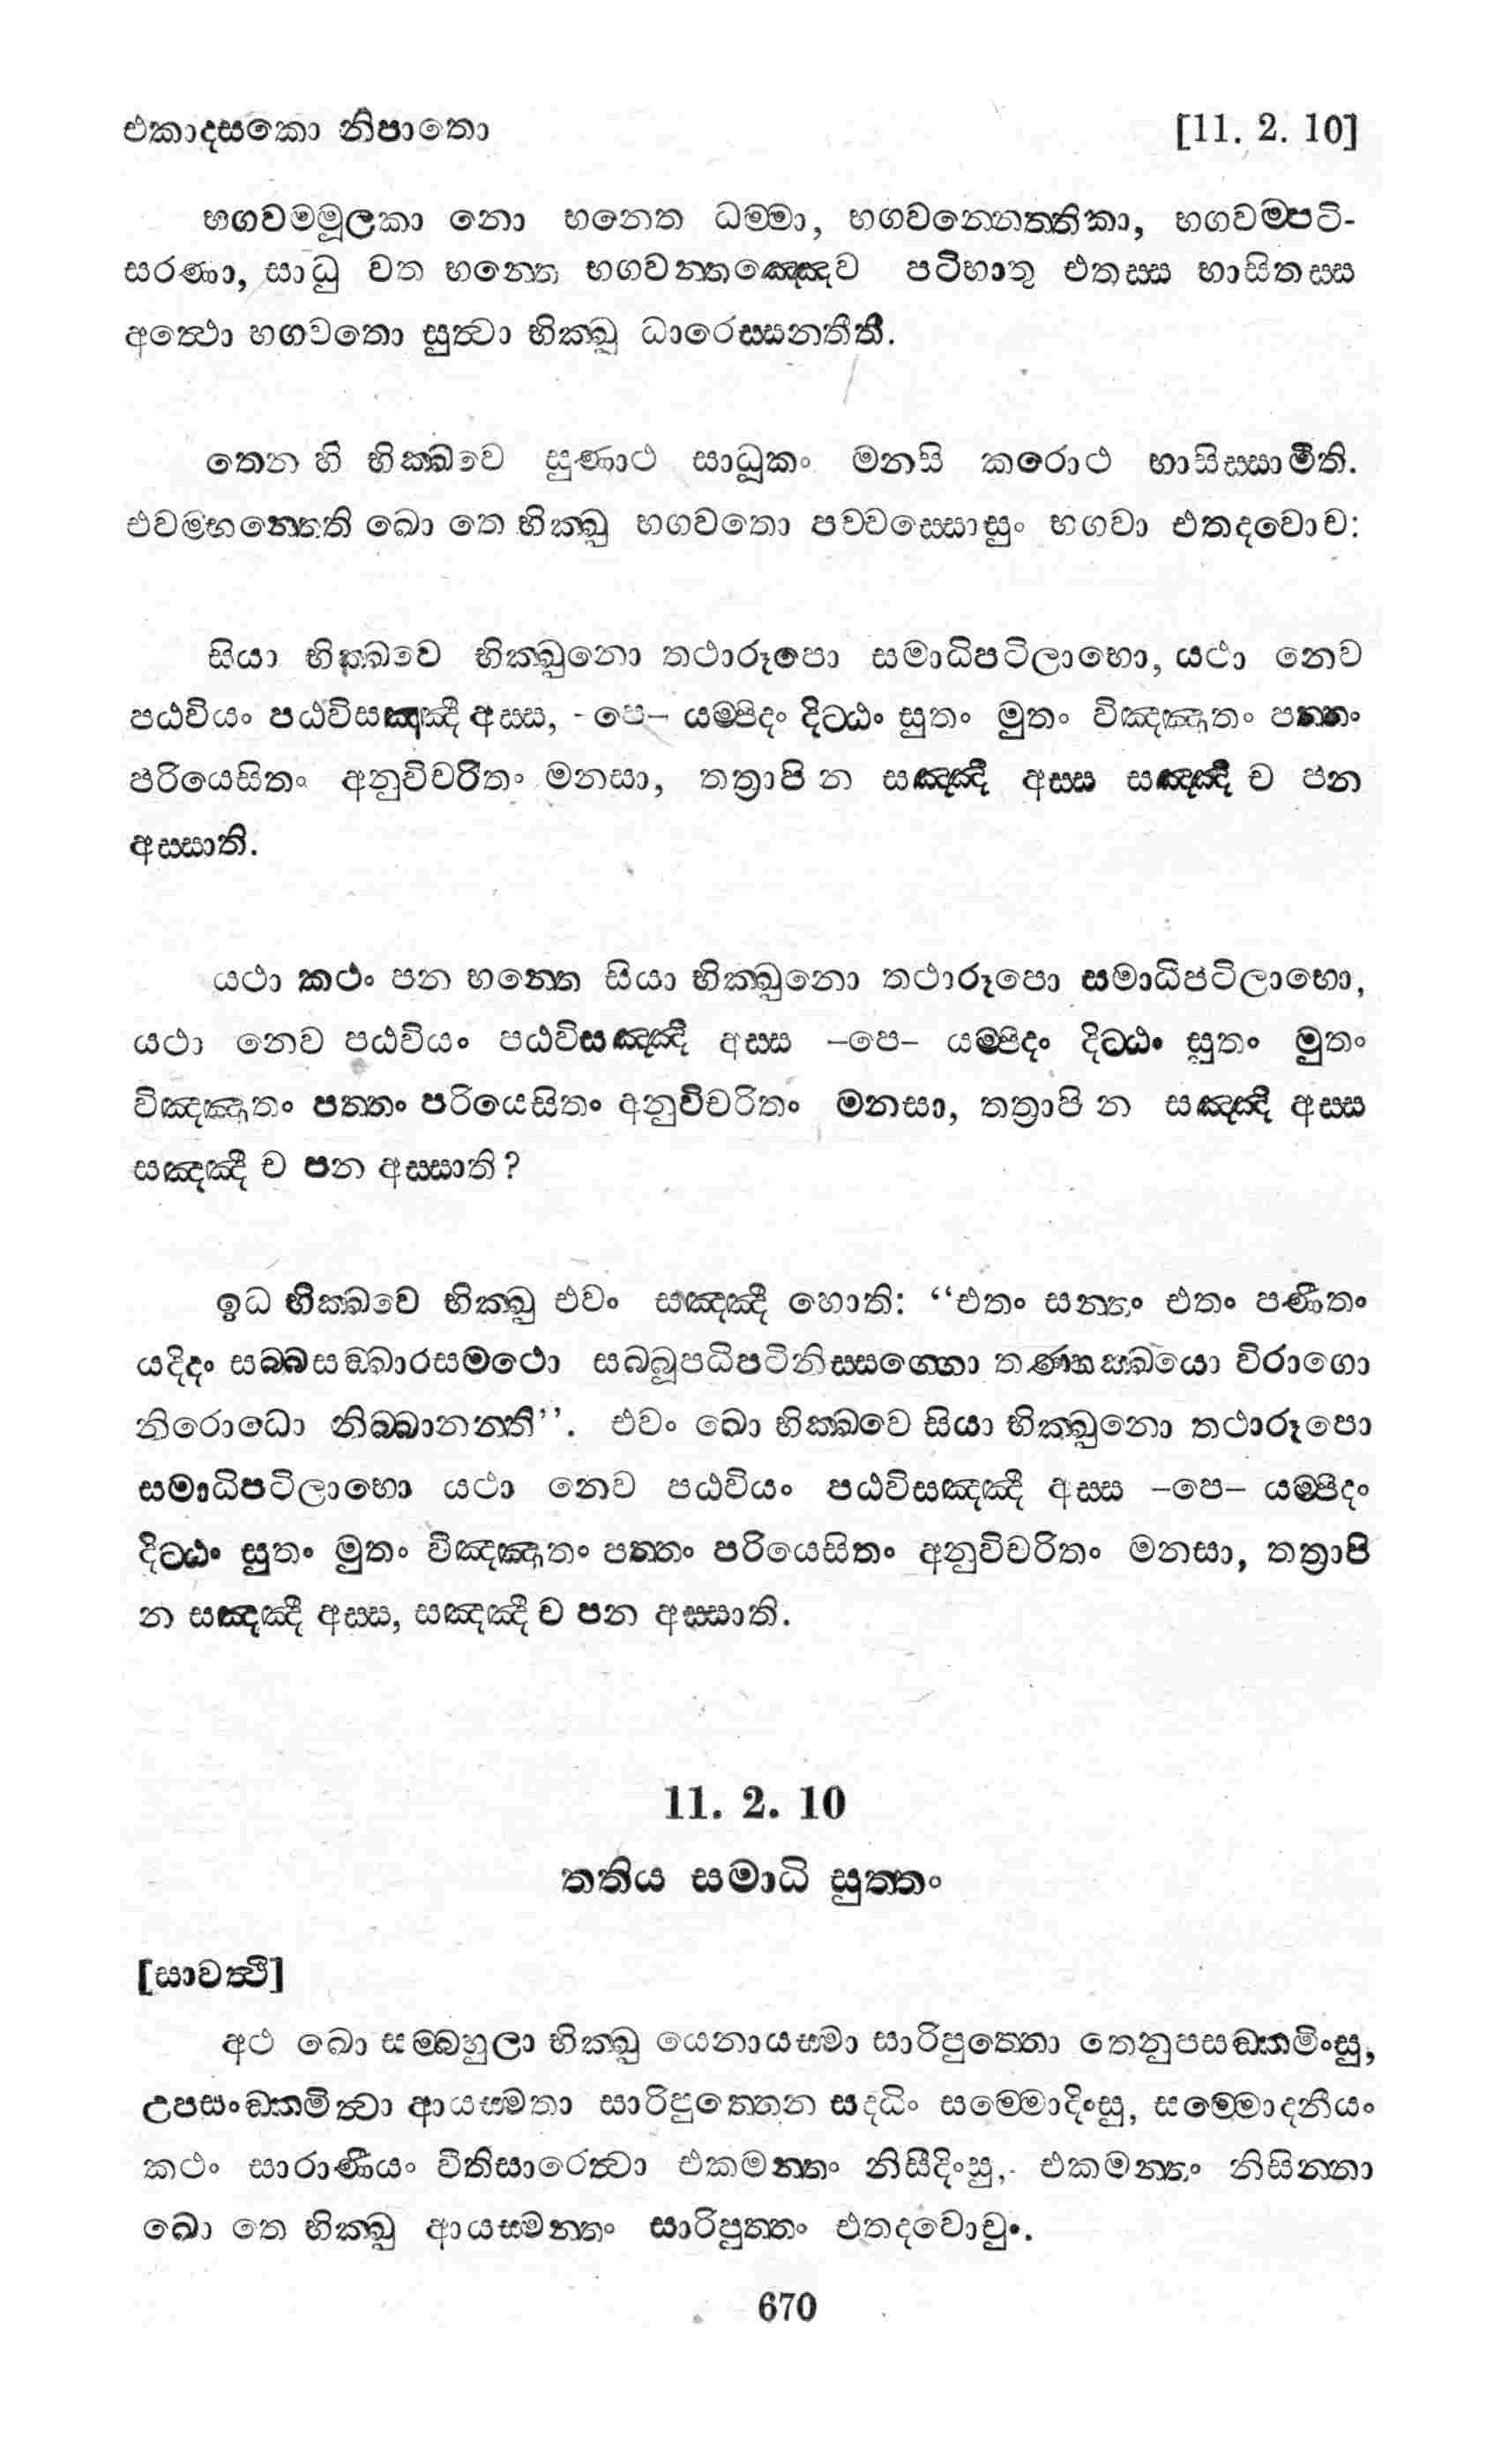 එකාදසකො නිපාතො [11. 2. 10]
භගවමමූලකා නො භනෙත ධම්මා, භගවන්නෙත්තිකා, භගවම්පටි-
සරණා, සාධු වත භන්තෙ භගවන්තඤ්ඤෙව පටිභාතු එතස්ස භාසිතස්ස
අත්ථො භගවතො සුත්වා භික්ඛූ ධාරෙස්සනතීති.
තෙන හි භික්ඛවෙ සුණාථ සාධූකං මනසි කරොථ භාසිස්සාමීති.
එවම්භන්තෙති ඛො තෙ භික්ඛූ භගවතො පච්චස්සොසුං භගවා එතදවොච:
සියා භික්ඛවෙ භික්ඛුනො තථාරූපො සමාධිපටිලාභො, යථා නෙව
පඨවියං පඨවිසඤ්ඤී අස්ස, -පෙ- යම්පිදං දිට්ඨං සුතං මුතං විඤ්ඤාතං පත්තං
පරියෙසිතං අනුවිචරිතං මනසා, තත්‍රාපි න සඤ්ඤී අස්ස සඤ්ඤී ච පන
අස්සාති.
යථා කථං පන භන්තෙ සියා භික්ඛුනො තථාරූපො සමාධිපටිලාභො,
යථා නෙව පඨවියං පඨවිසඤ්ඤී අස්ස -පෙ- යම්පිදං දිට්ඨං සුතං මුතං
විඤ්ඤාතං පත්තං පරියෙසිතං අනුවිචරිතං මනසා, තත්‍රාපි න සඤ්ඤී අස්ස
සඤ්ඤී ච පන අස්සාති?
ඉධ භික්ඛවෙ භික්ඛු එවං සඤ්ඤී හොති: “එතං සන්තං එතං පණීතං
යදිදං සබ්බසඞ්ඛාරසමථො සබ්බූපධිපටිනිස්සග්ගො තණ්හක්ඛයො විරාගො
නිරොධො නිබ්බානන්ති”. එවං ඛො භික්ඛවෙ සියා භික්ඛුනො තථාරූපො
සමාධිපටිලාභො යථා නෙව පඨවියං පඨවිසඤ්ඤී අස්ස -පෙ- යම්පීදං
දිට්ඨං සුතං මුතං විඤ්ඤාතං පත්තං පරියෙසිතං අනුවිචරිතං මනසා, තත්‍රාපි
න සඤ්ඤී අස්ස, සඤ්ඤී ච පන අස්සාති.
11. 2. 10
තතිය සමාධි සුත්තං
[සාවත්ථි]
අථ ඛො සම්බහුලා භික්ඛූ යෙනායස්මා සාරිපුත්තො තෙනුපසඞ්කමිංසු,
උපසංඞ්කමිත්වා ආයස්මතා සාරිපුත්තෙන සද්ධිං සම්මොදිංසු, සම්මොදනීයං
කථං සාරාණීයං වීතිසාරෙත්වා එකමන්තං නිසීදිංසු, එකමන්තං නිසින්නා
ඛො තෙ භික්ඛූ ආයස්මන්තං සාරිපුත්තං එතදවොචුං.
670